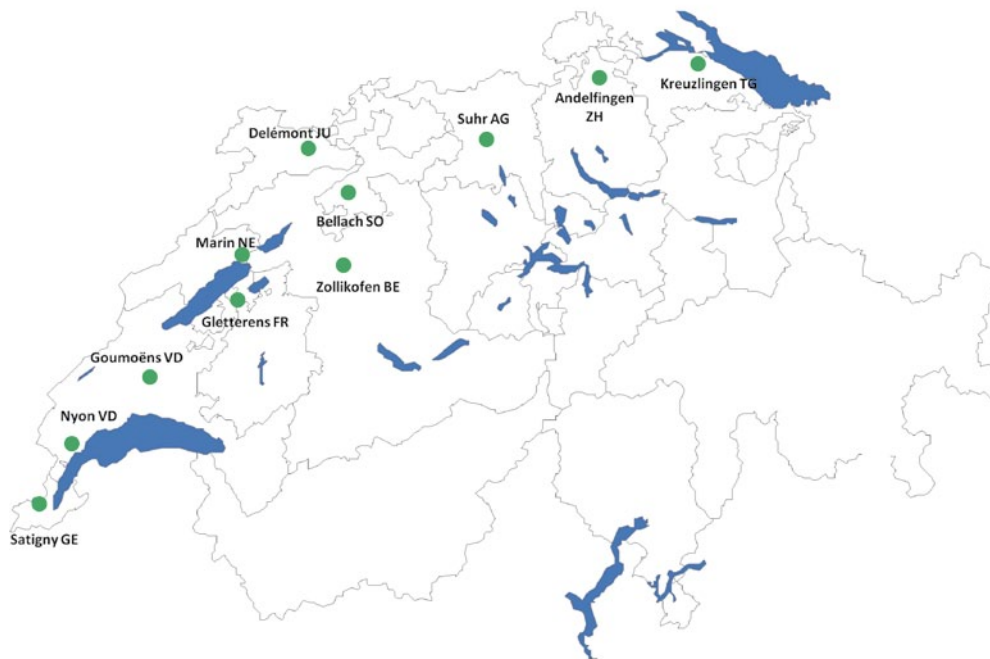 Kreuzlingen TG
Andelfingen
ZH
Suhr AG
Delémont JU
Bellach SO
Marin NE
Zollikofen BE
Gletterens FR
Goumoëns VD
Nyon VD
Satigny GE